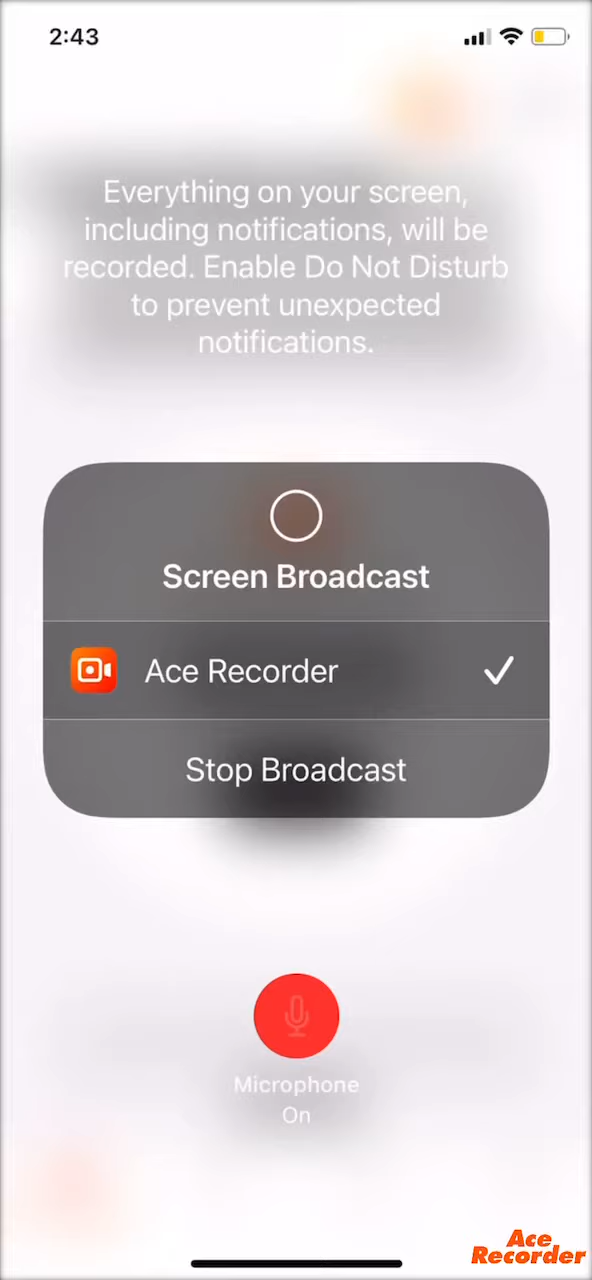 2:43
Everything on your screen,
including notifications, will be
recorded. Enable Do Not Disturb
to prevent unexpected
notifications.
Screen Broadcast
Ace Recorder
Stop Broadcast
Microphone
On
Ace
Recorder